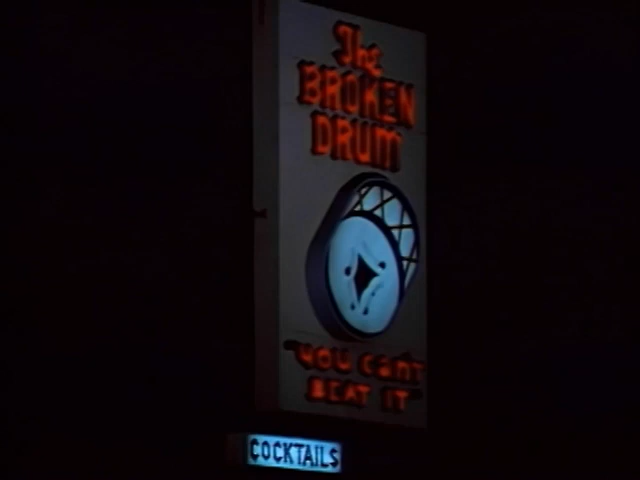 The
BROKEN
DRUM
"YOU CAN'T
BEAT IT"
COCKTAILS